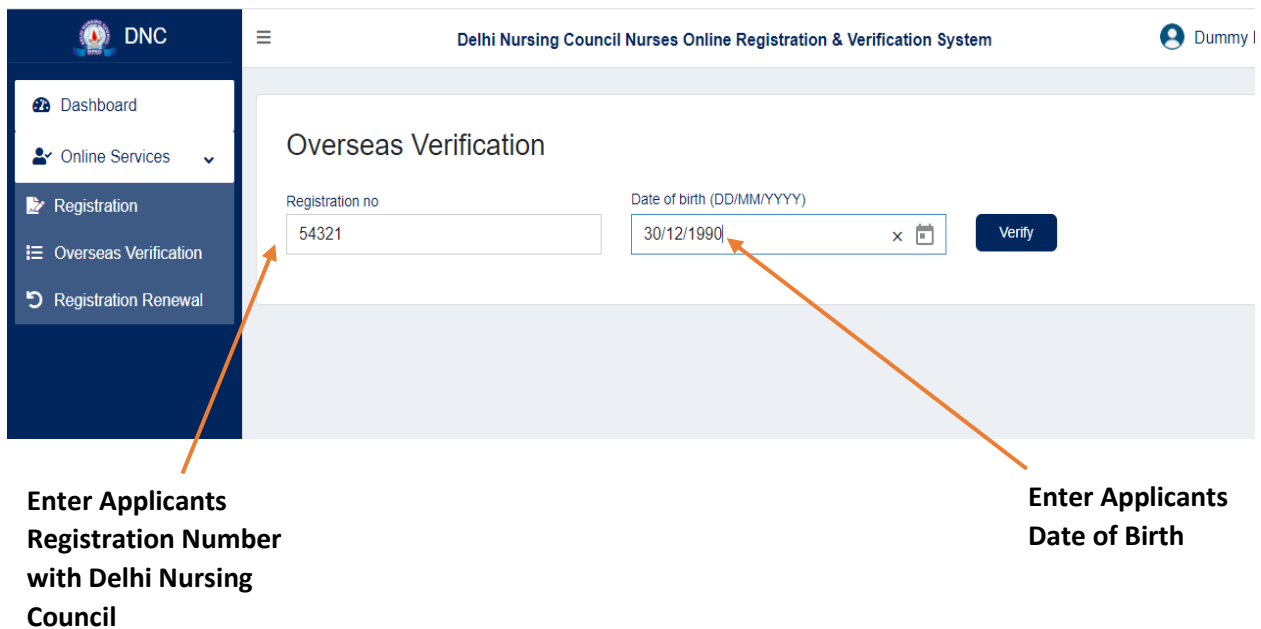 DNC
Delhi Nursing Council Nurses Online Registration & Verification System
Dummy
Dashboard
Online Services
Registration
Overseas Verification
Registration Renewal
Overseas Verification
Registration no
Date of birth (DD/MM/YYYY)
54321
30/12/1990
Verify
Enter Applicants
Registration Number
with Delhi Nursing
Council
Enter Applicants
Date of Birth